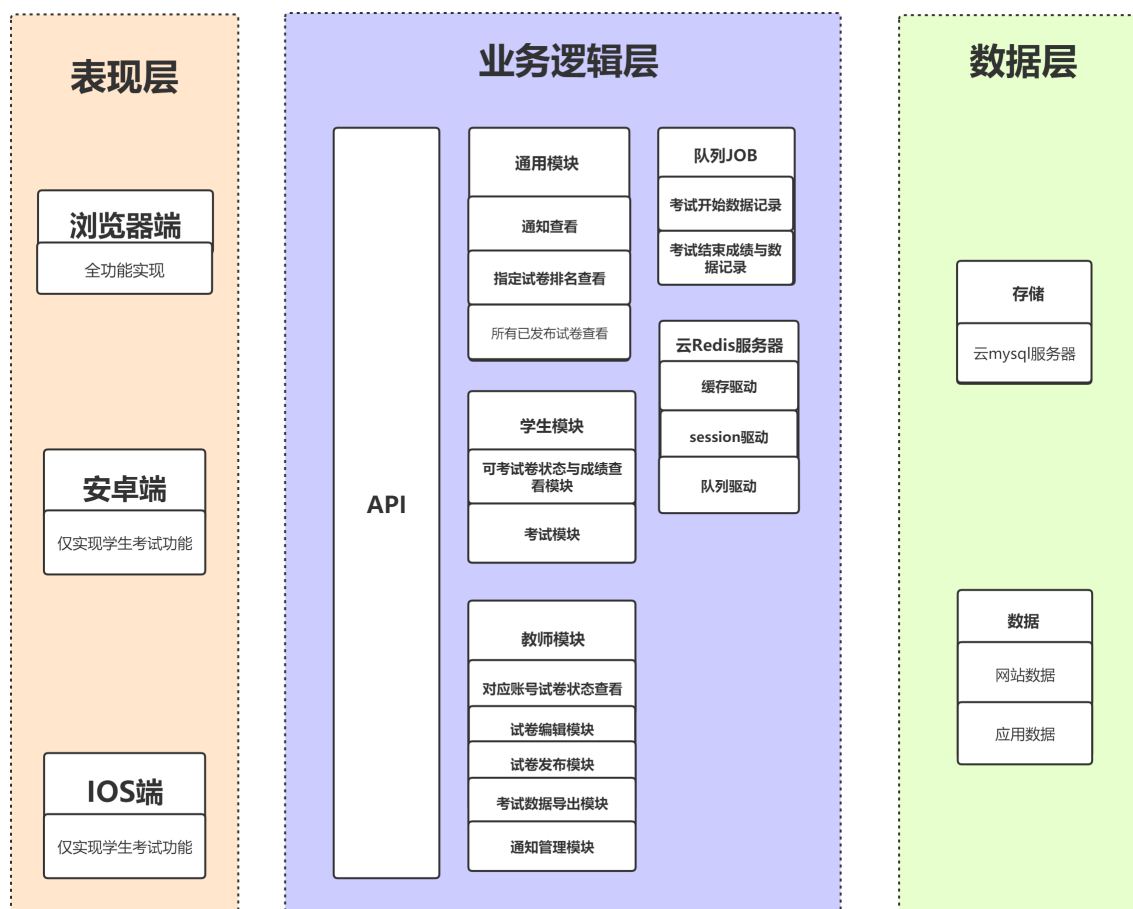 表现层
浏览器端
全功能实现
安卓端
仅实现学生考试功能
IOS端
仅实现学生考试功能
业务逻辑层
API
通用模块
通知查看
指定试卷排名查看
所有已发布试卷查看
学生模块
可考试卷状态与成绩查
看模块
考试模块
教师模块
对应账号试卷状态查看
试卷编辑模块
试卷发布模块
考试数据导出模块
通知管理模块
队列JOB
考试开始数据记录
考试结束成绩与数
据记录
云Redis服务器
缓存驱动
session驱动
队列驱动
数据层
存储
云mysql服务器
数据
网站数据
应用数据